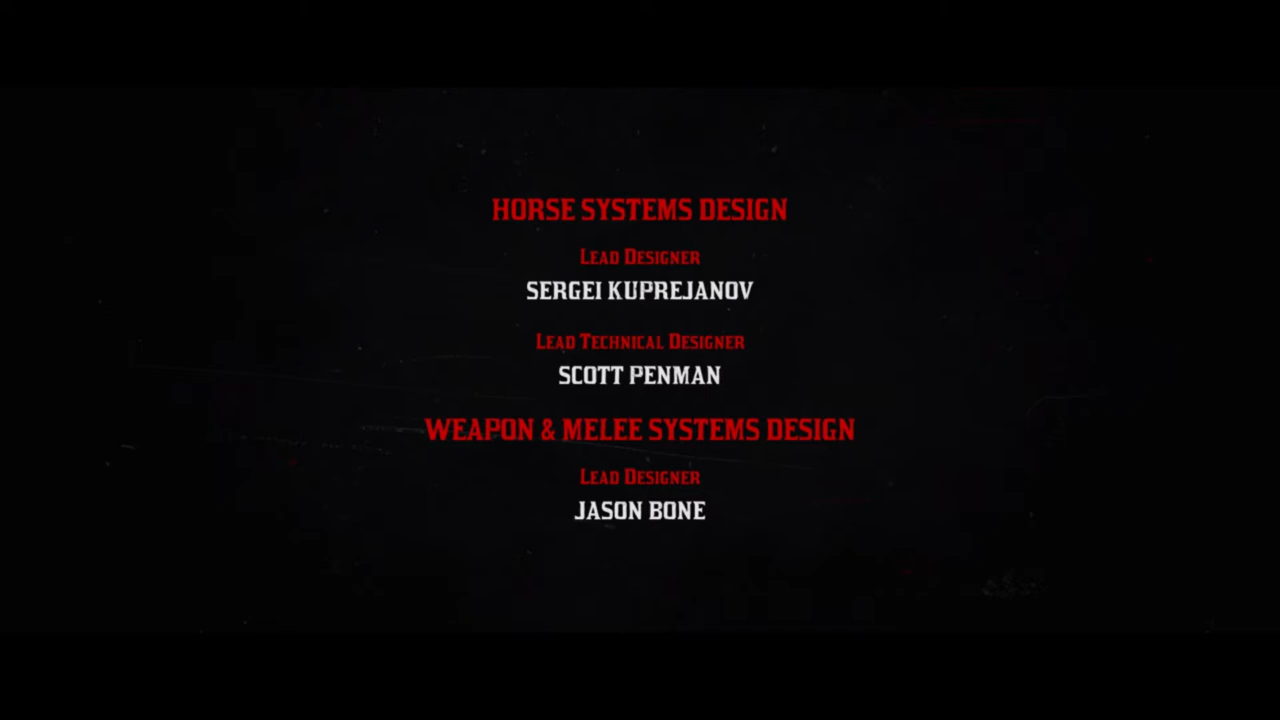 HORSE SYSTEMS DESIGN
LEAD DESIGNER
SERGEI KUPREJANOV
LEAD TECHNICAL DESIGNER
SCOTT PENMAN
WEAPON & MELEE SYSTEMS DESIGN
LEAD DESIGNER
JASON BONE